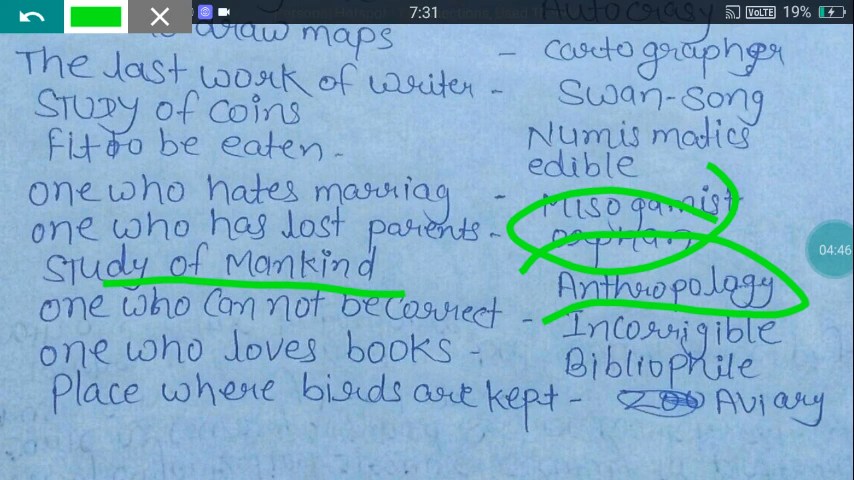 7:31
VoLTE 19%
Autocrasy
draw maps - cartographer
The last work of writer - Swan-song
STUDY of coins Numismatics
Fit to be eaten - edible
one who hates marriag - Misogamist
one who has lost parents - orphan
STUdy of Mankind Anthropology
04:46
one who can not be correct - Incorrigible
one who loves books - Bibliophile
Place where birds are kept - Aviary